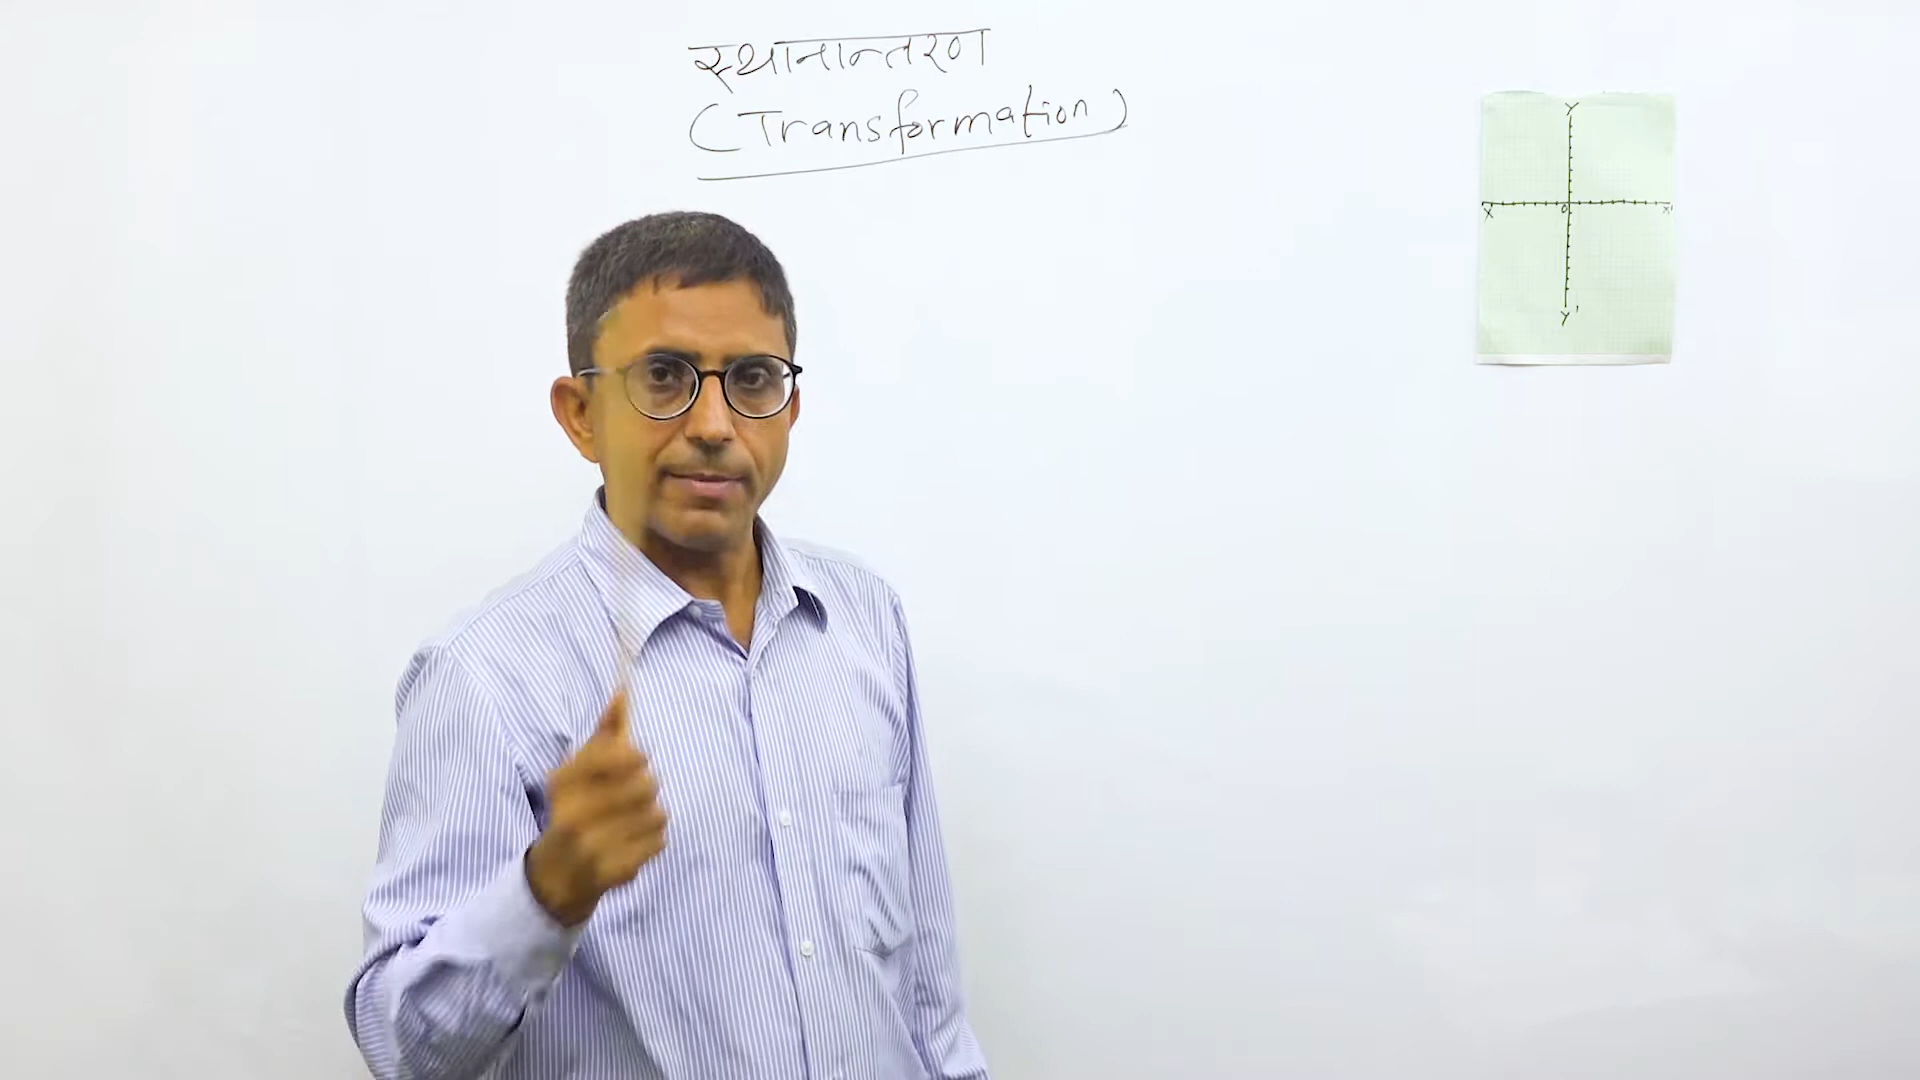 स्थानान्तरण
(Transformation)
Y
X O X'
Y'